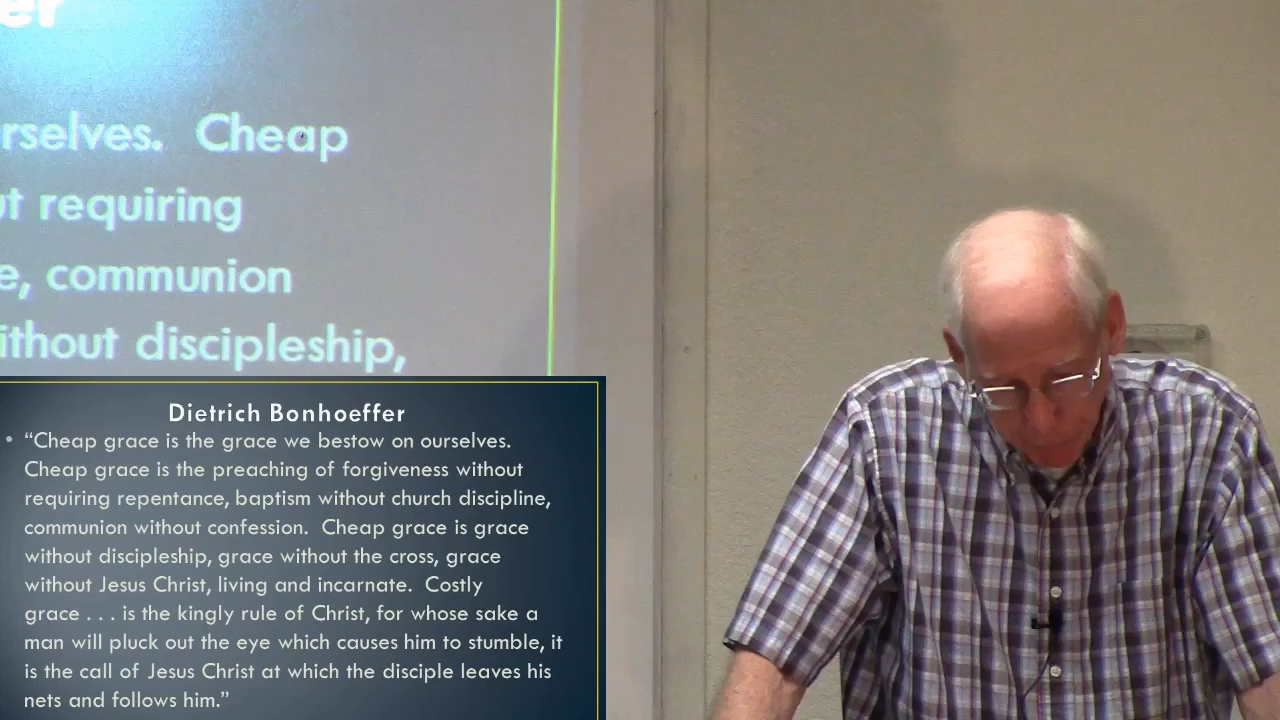 er
rselves.  Cheap
ut requiring
e, communion
ithout discipleship,
Dietrich Bonhoeffer
• “Cheap grace is the grace we bestow on ourselves.
Cheap grace is the preaching of forgiveness without
requiring repentance, baptism without church discipline,
communion without confession.  Cheap grace is grace
without discipleship, grace without the cross, grace
without Jesus Christ, living and incarnate.  Costly
grace . . . is the kingly rule of Christ, for whose sake a
man will pluck out the eye which causes him to stumble, it
is the call of Jesus Christ at which the disciple leaves his
nets and follows him.”